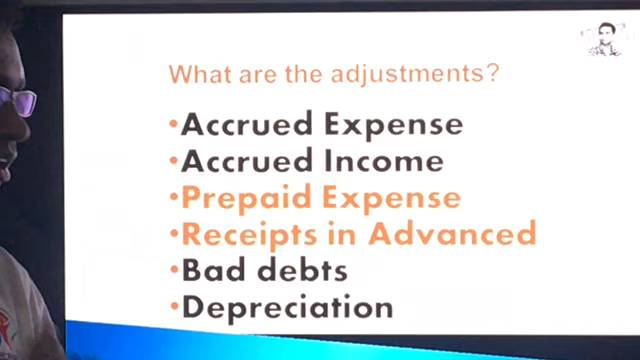 What are the adjustments?
•Accrued Expense
•Accrued Income
•Prepaid Expense
•Receipts in Advanced
•Bad debts
•Depreciation